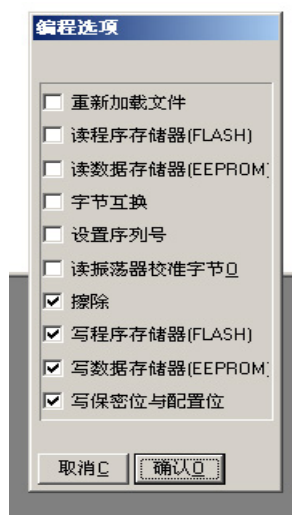 编程选项
重新加载文件
读程序存储器(FLASH)
读数据存储器(EEPROM)
字节互换
设置序列号
读振荡器校准字节O
擦除
写程序存储器(FLASH)
写数据存储器(EEPROM)
写保密位与配置位
取消C 确认O